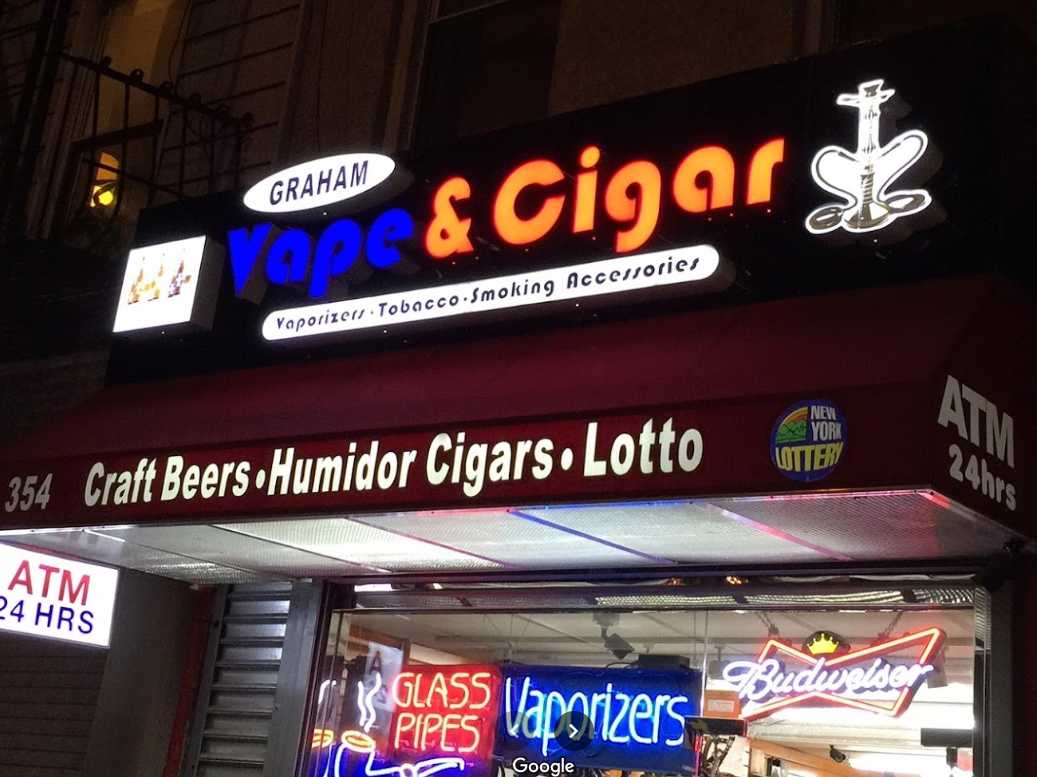 GRAHAM
Vape & Cigar
Vaporizers · Tobacco · Smoking Accessories
354 Craft Beers • Humidor Cigars • Lotto
NEW
YORK
LOTTERY
ATM
24hrs
ATM
24 HRS
GLASS
PIPES
Vaporizers
Budweiser
Google